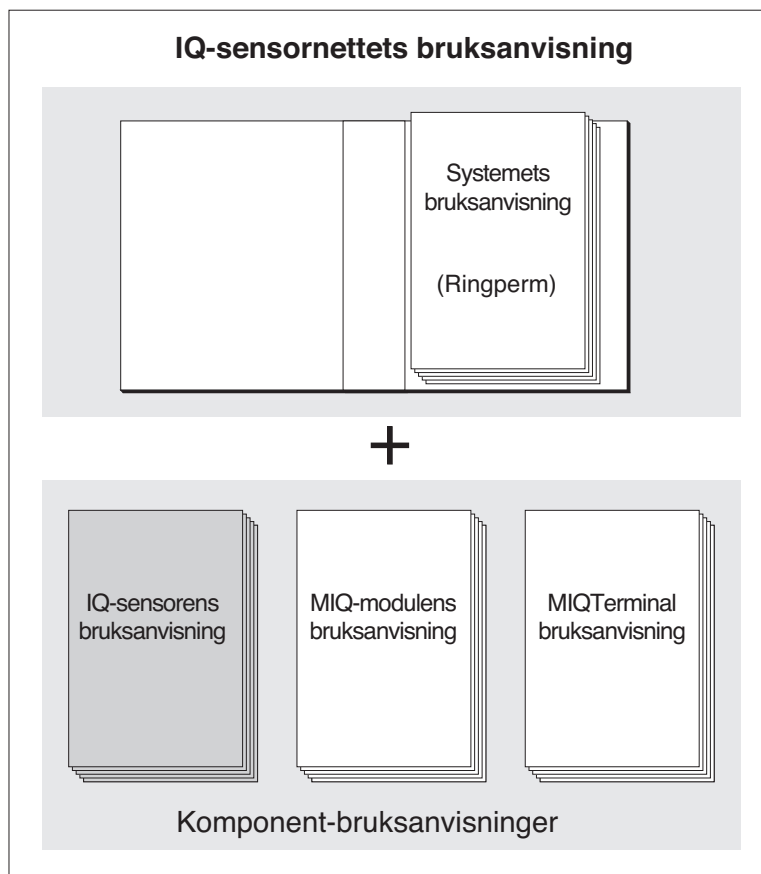 IQ-sensornettets bruksanvisning
Systemets
bruksanvisning
(Ringperm)
+
IQ-sensorens
bruksanvisning
MIQ-modulens
bruksanvisning
MIQTerminal
bruksanvisning
Komponent-bruksanvisninger